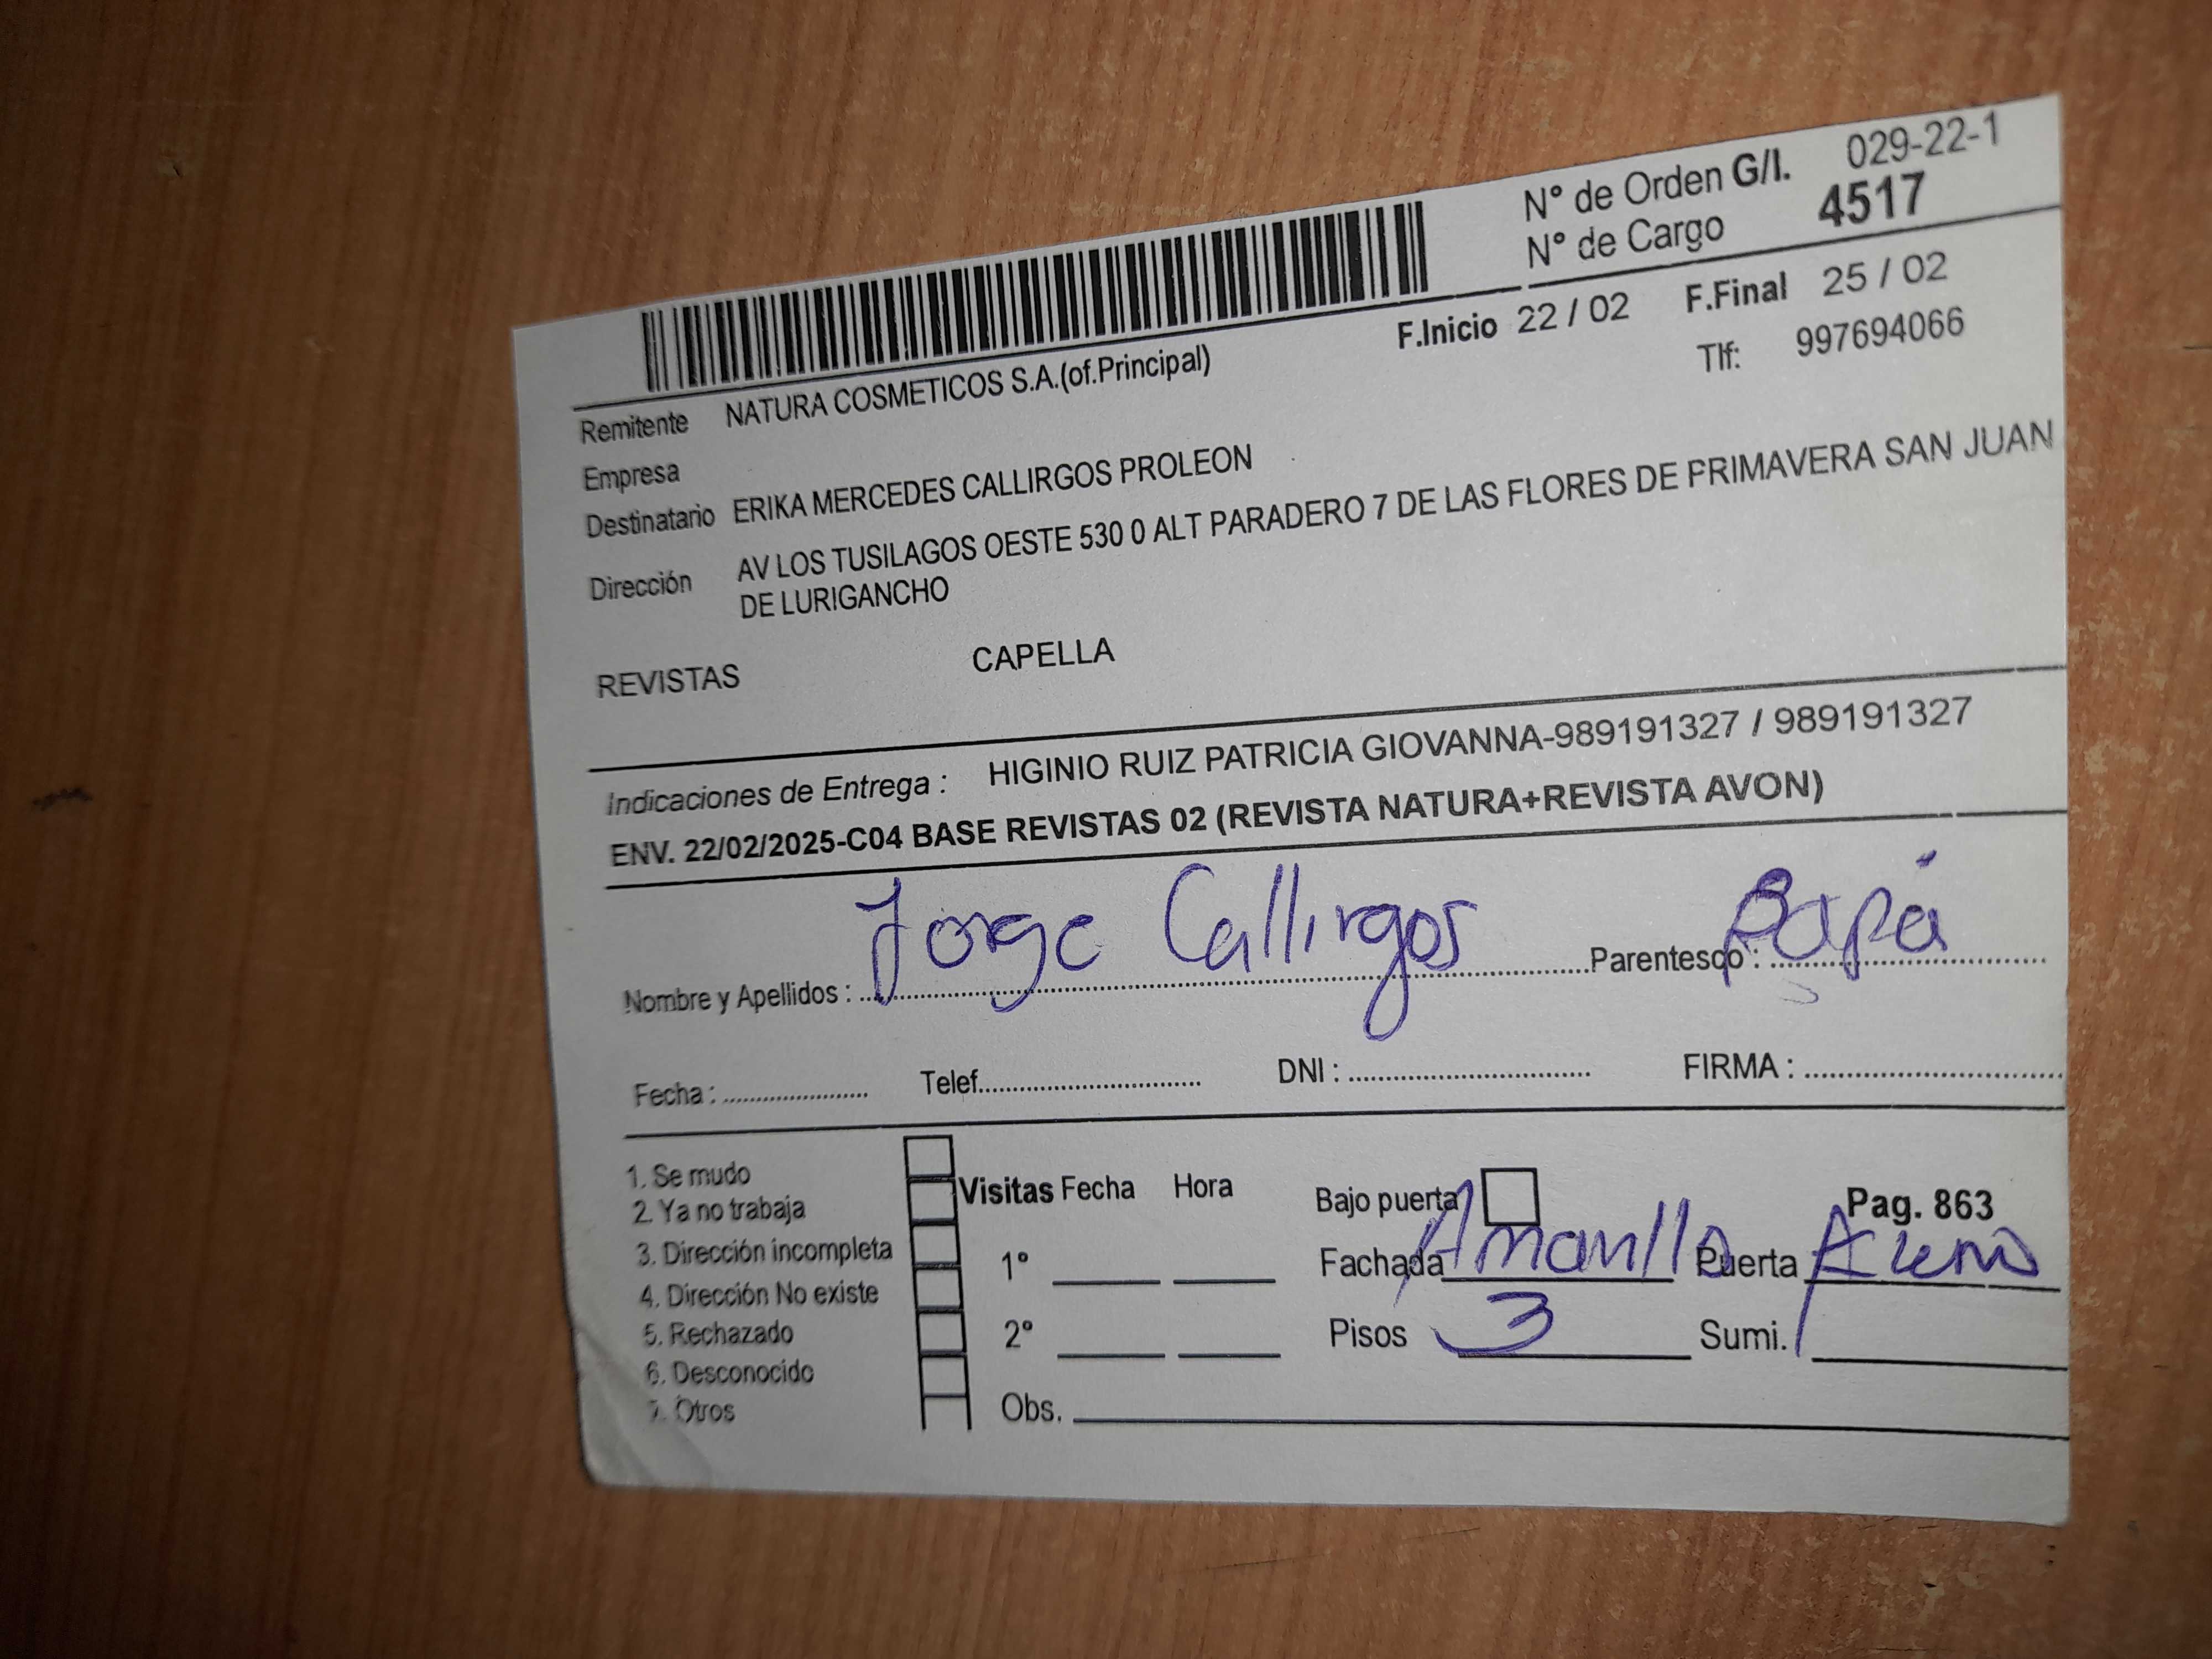 N° de Orden G/I. 029-22-1
N° de Cargo 4517
F.Inicio 22 / 02 F.Final 25 / 02
Tlf: 997694066
Remitente NATURA COSMETICOS S.A.(of.Principal)
Empresa
Destinatario ERIKA MERCEDES CALLIRGOS PROLEON
Dirección AV LOS TUSILAGOS OESTE 530 0 ALT PARADERO 7 DE LAS FLORES DE PRIMAVERA SAN JUAN
DE LURIGANCHO
REVISTAS CAPELLA
Indicaciones de Entrega : HIGINIO RUIZ PATRICIA GIOVANNA-989191327 / 989191327
ENV. 22/02/2025-C04 BASE REVISTAS 02 (REVISTA NATURA+REVISTA AVON)
Nombre y Apellidos : Jorge Callirgos Parentesco : Papá
Fecha : Telef. DNI : FIRMA :
1. Se mudo
2. Ya no trabaja
3. Dirección incompleta
4. Dirección No existe
5. Rechazado
6. Desconocido
7. Otros
Visitas Fecha Hora
1°
2°
Obs.
Bajo puerta Pag. 863
Fachada Amarillo Puerta
Pisos 3 Sumi.